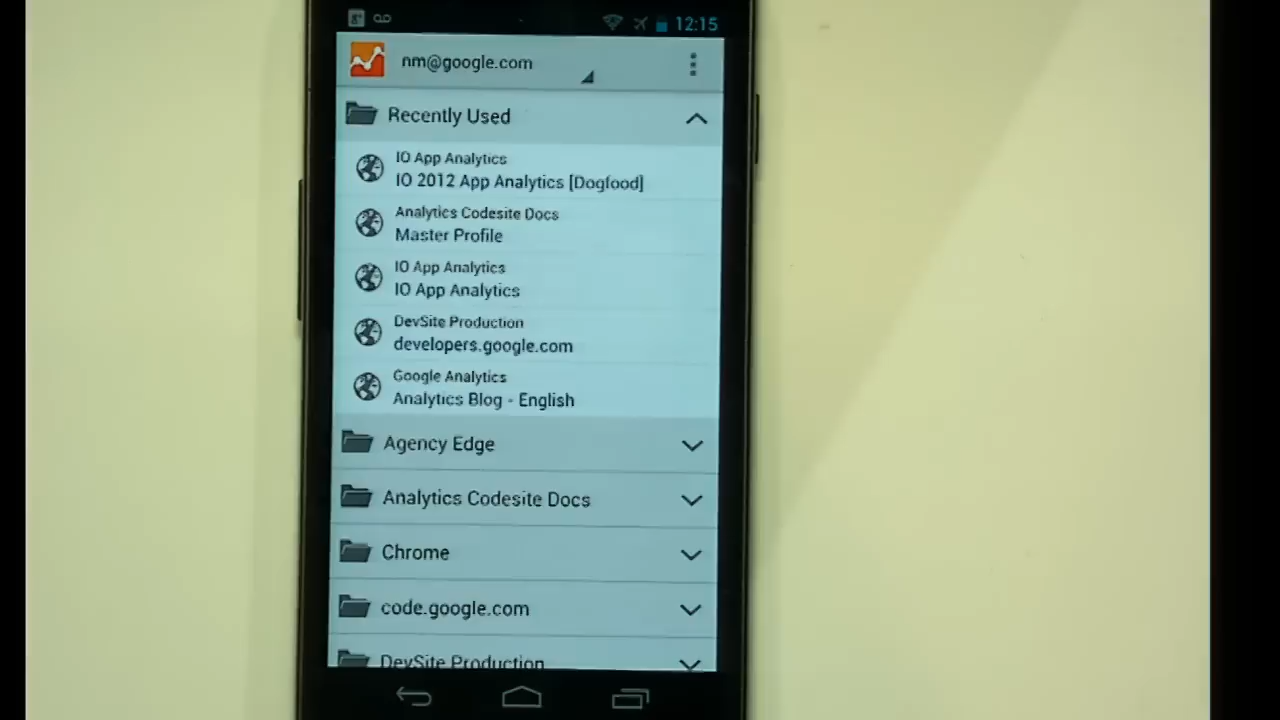 12:15
nm@google.com
Recently Used
IO App Analytics
IO 2012 App Analytics [Dogfood]
Analytics Codesite Docs
Master Profile
IO App Analytics
IO App Analytics
DevSite Production
developers.google.com
Google Analytics
Analytics Blog - English
Agency Edge
Analytics Codesite Docs
Chrome
code.google.com
DevSite Production